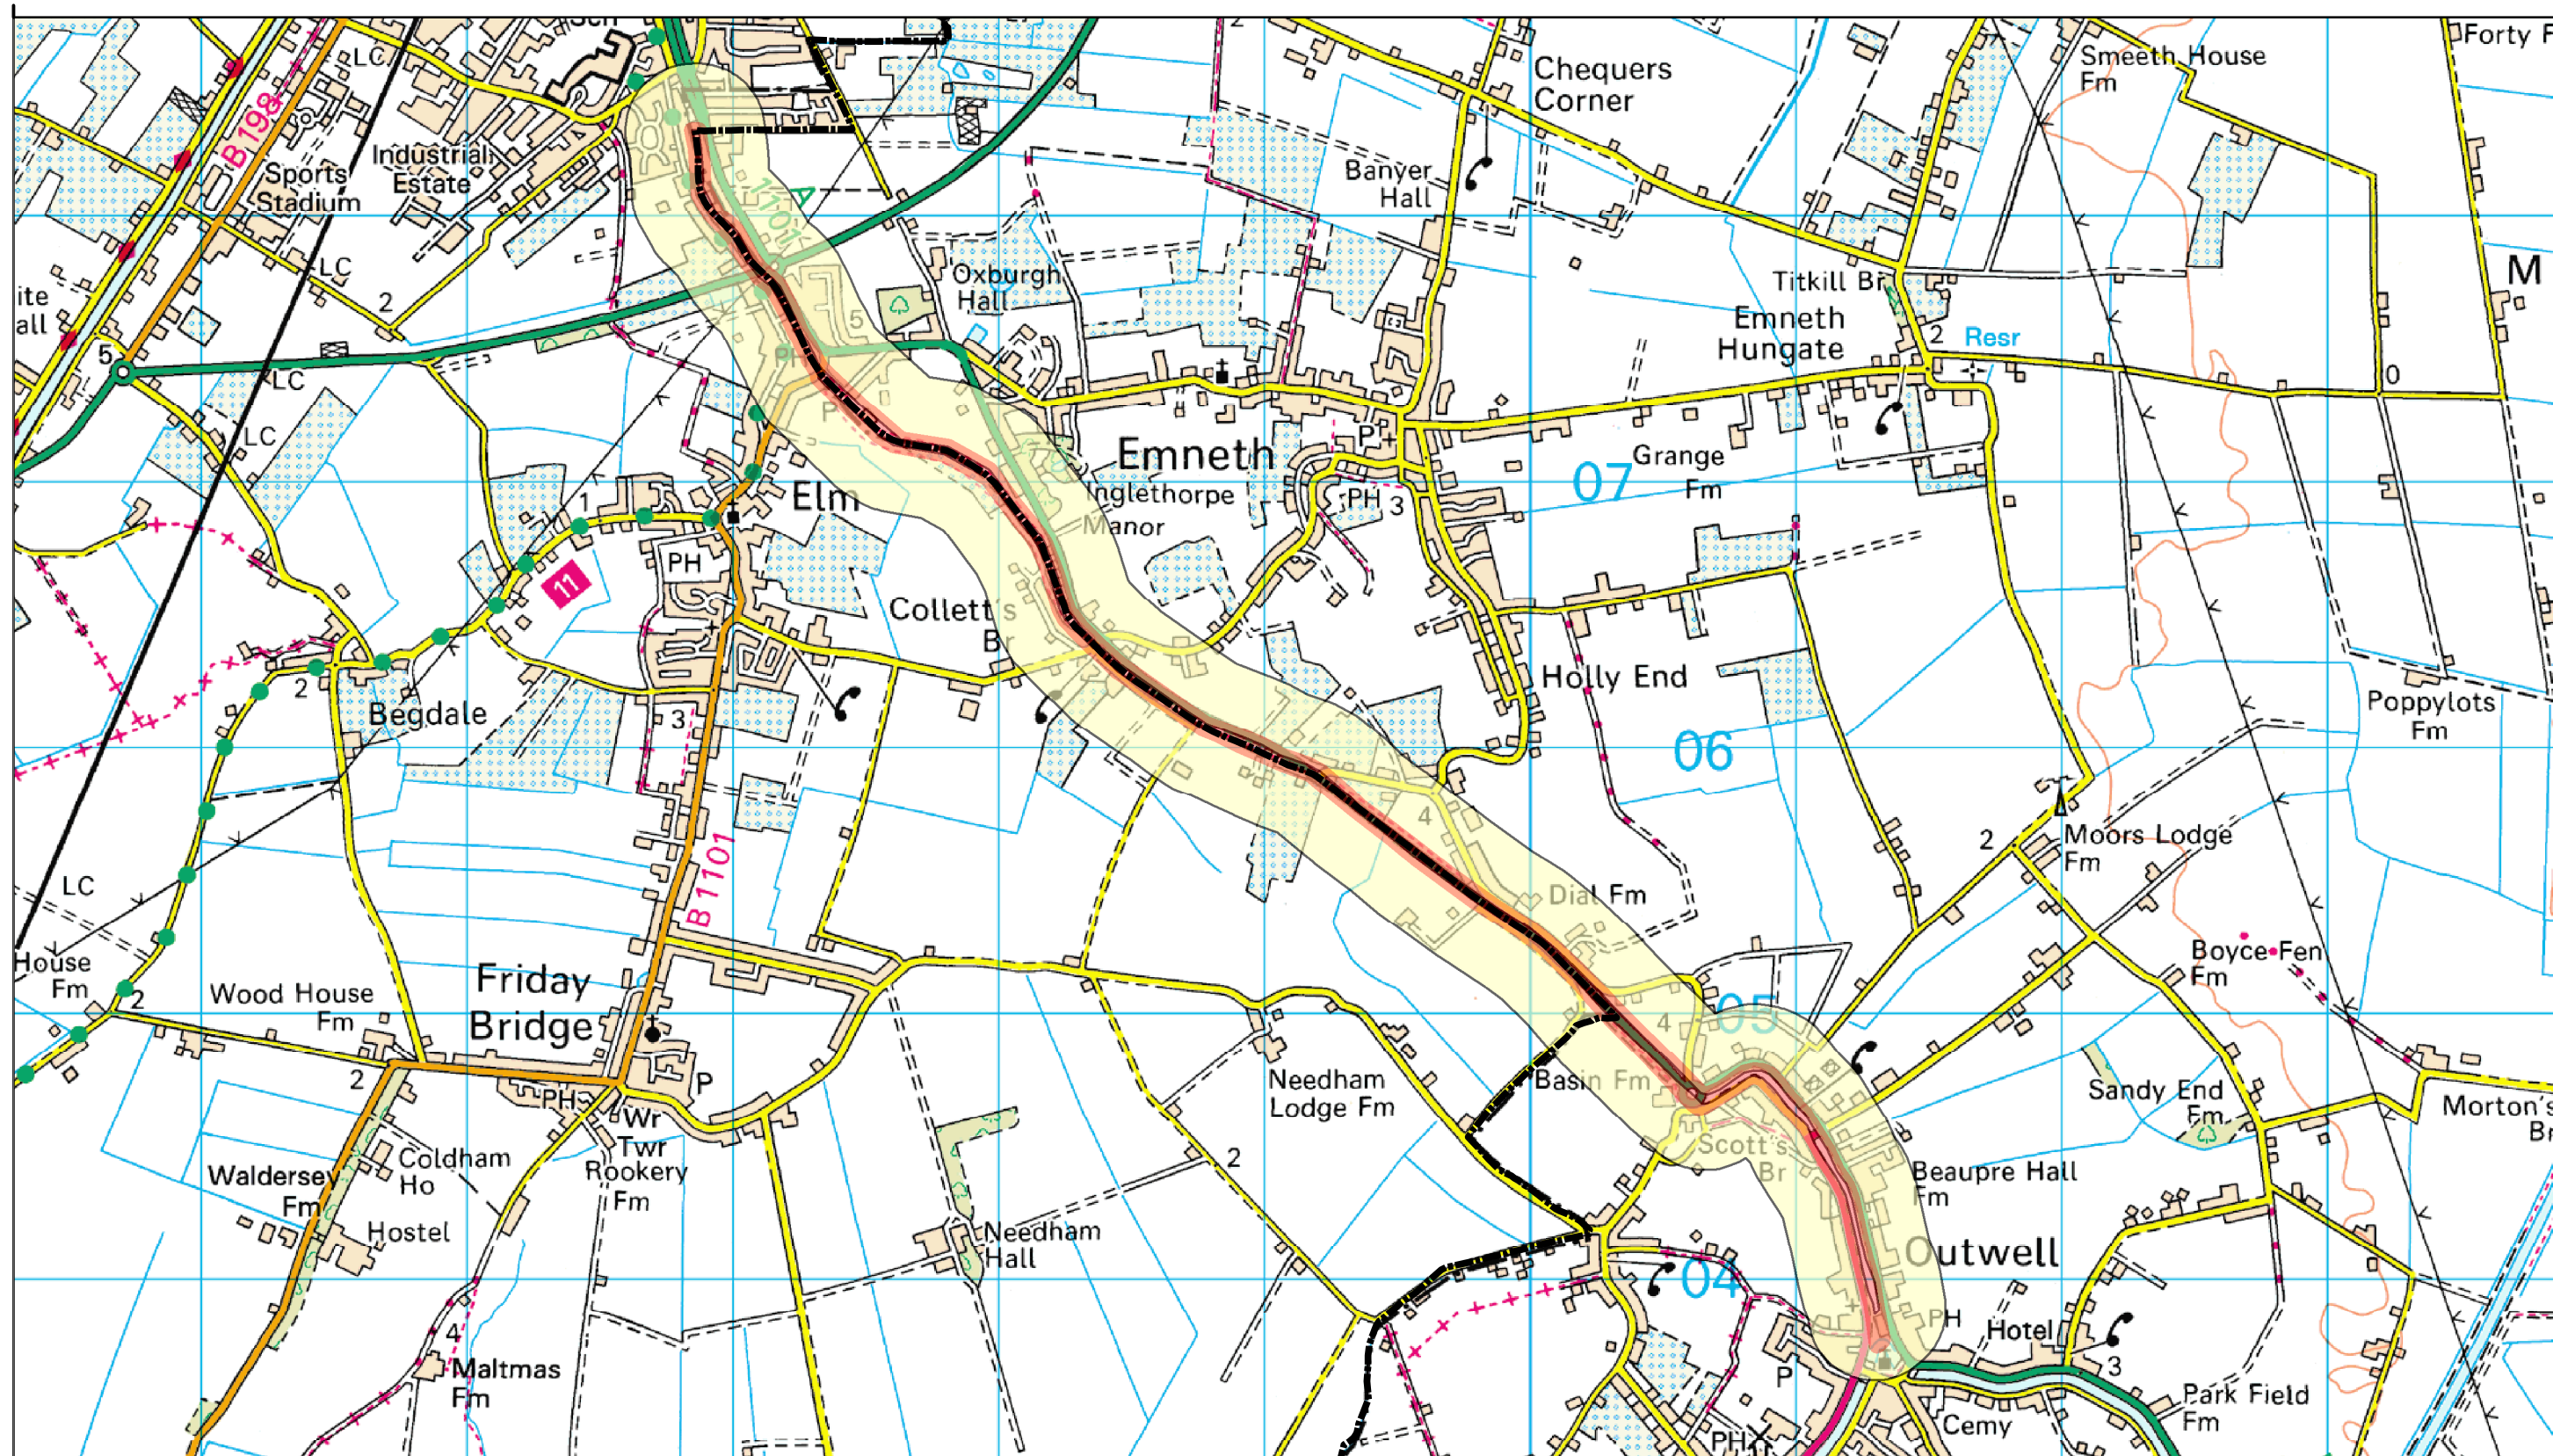 Sch
2
LC
B 198
Industrial
Estate
Sports
Stadium
Chequers
Corner
Smeeth House
Fm
Banyer
Hall
A
1101
LC
2
Oxburgh
Hall
Titkill Br
Emneth
Hungate
2
Resr
M
ite
all
5
LC
5
PH
0
LC
P
Emneth
P
Grange
Fm
07
Inglethorpe
Manor
PH
3
Elm
1
11
PH
Collett's
Br
Holly End
2
Begdale
3
Poppylots
Fm
06
B 1101
4
2
Moors Lodge
Fm
LC
Dial Fm
House
Fm
2
Wood House
Fm
Friday
Bridge
Boyce Fen
Fm
05
4
2
PH
P
Wr
Twr
Needham
Lodge Fm
Basin Fm
Sandy End
Fm
Morton's
Br
Coldham
Ho
Waldersey
Fm
Rookery
Fm
2
Scott's
Br
Beaupre Hall
Fm
Hostel
Needham
Hall
Outwell
04
PH
Hotel
4
Maltmas
Fm
P
3
Park Field
Fm
PH
Cemy